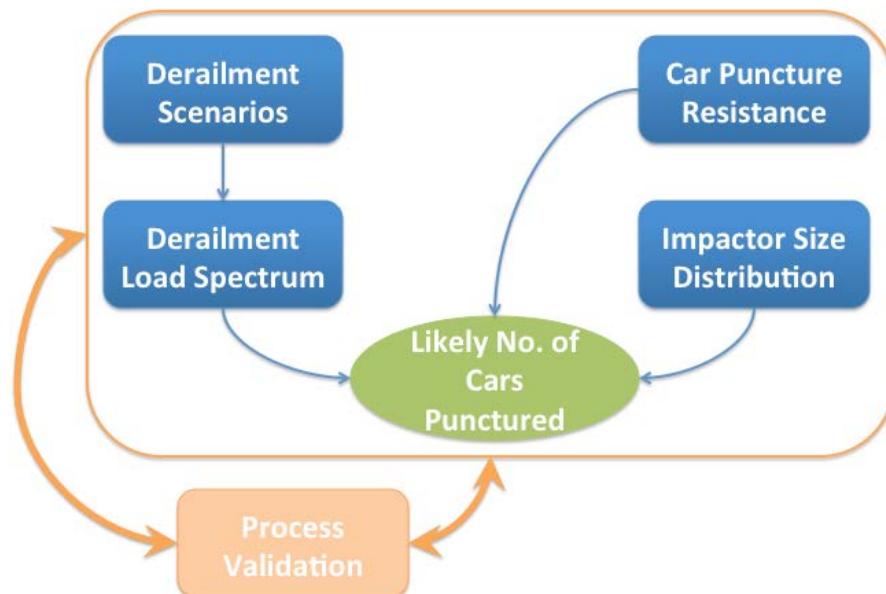 Derailment
Scenarios
Car Puncture
Resistance
Derailment
Load Spectrum
Impactor Size
Distribution
Likely No. of
Cars
Punctured
Process
Validation